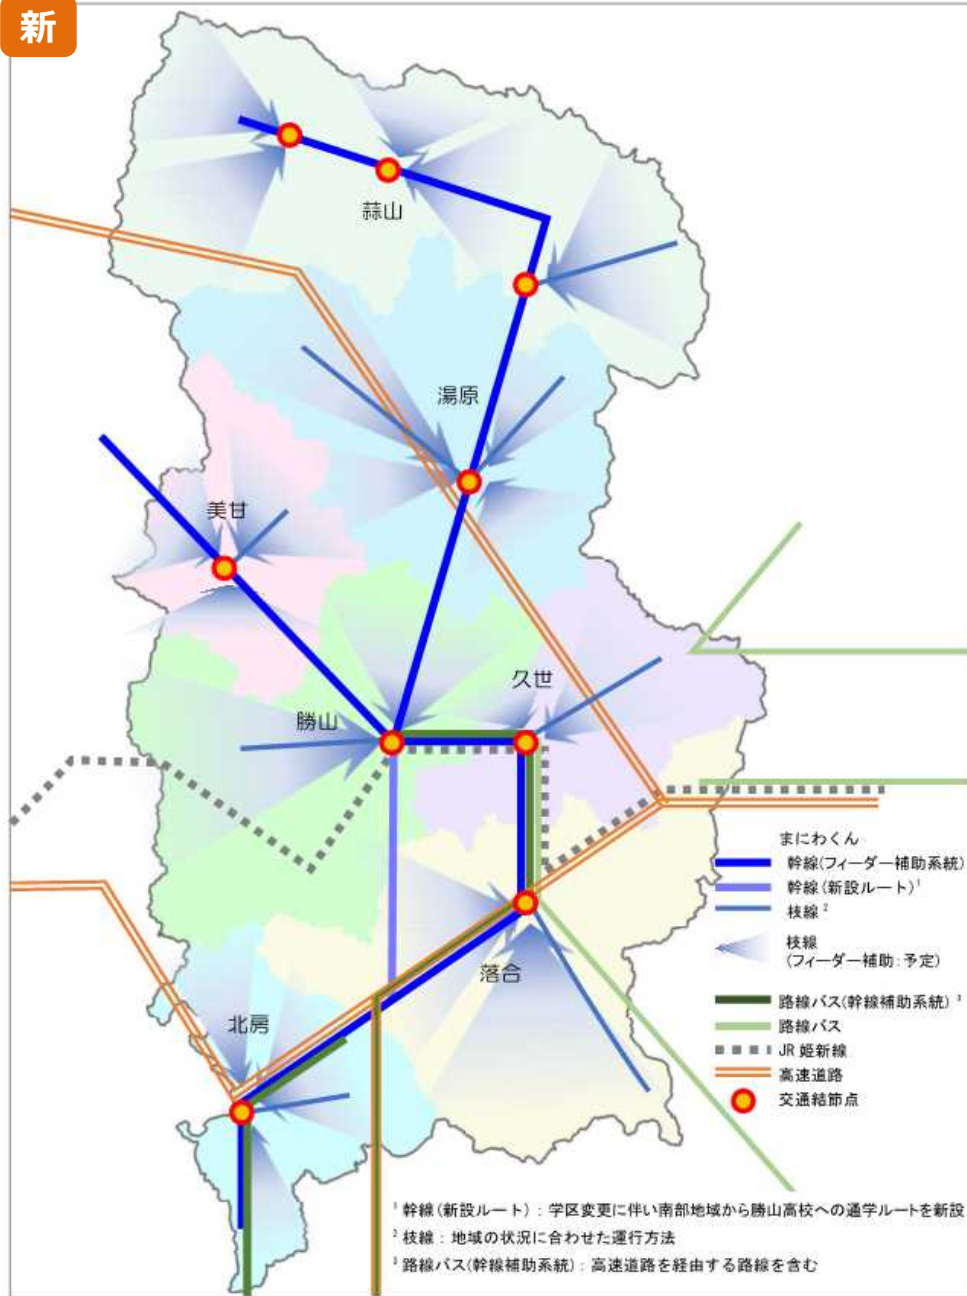 新
蒜山
湯原
美甘
久世
勝山
落合
北房
まにわくん
幹線(フィーダー補助系統)
幹線(新設ルート)¹
枝線²
枝線
(フィーダー補助:予定)
路線バス(幹線補助系統)³
路線バス
JR姫新線
高速道路
交通結節点
¹ 幹線(新設ルート):学区変更に伴い南部地域から勝山高校への通学ルートを新設
² 枝線:地域の状況に合わせた運行方法
³ 路線バス(幹線補助系統):高速道路を経由する路線を含む